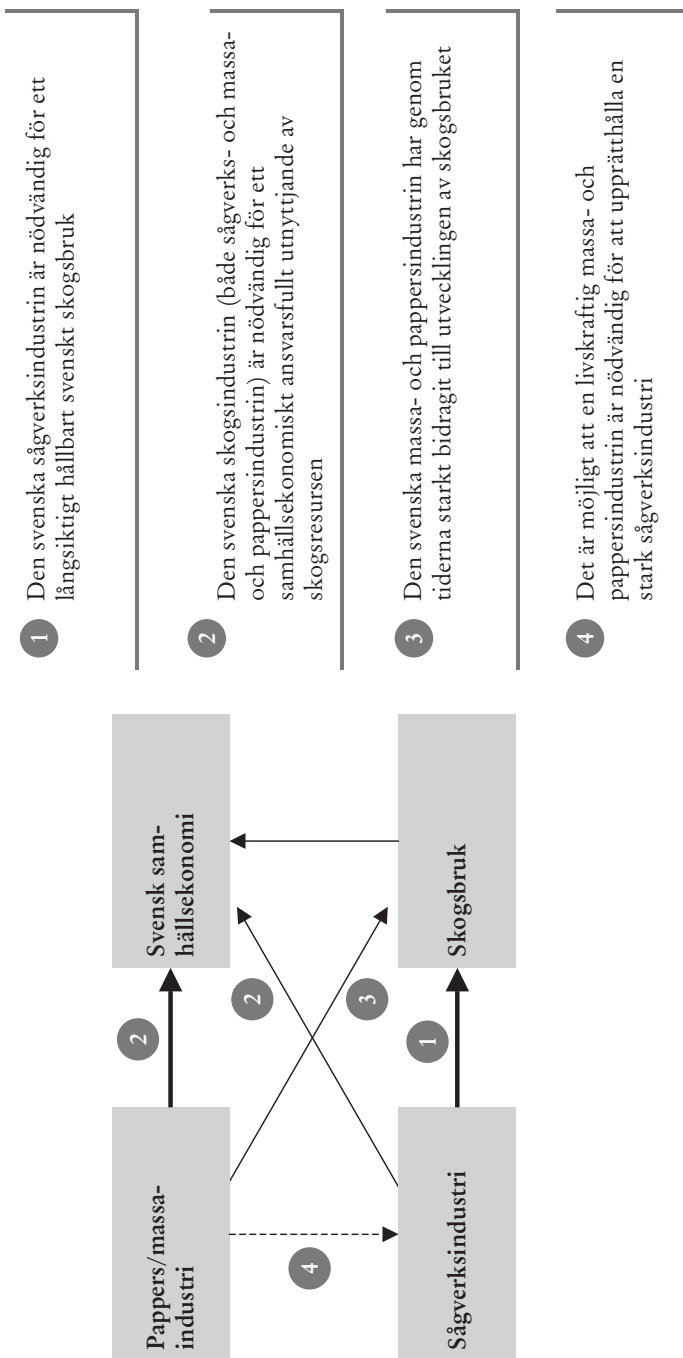 Pappers/massa-
industri
2
Svensk sam-
hällsekonomi
4
2
3
Sågverksindustri
1
Skogsbruk
1
Den svenska sågverksindustrin är nödvändig för ett
långsiktigt hållbart svenskt skogsbruk
2
Den svenska skogsindustrin (både sågverks- och massa-
och pappersindustrin) är nödvändig för ett
samhällsekonomiskt ansvarsfullt utnyttjande av
skogsresursen
3
Den svenska massa- och pappersindustrin har genom
tiderna starkt bidragit till utvecklingen av skogsbruket
4
Det är möjligt att en livskraftig massa- och
pappersindustrin är nödvändig för att upprätthålla en
stark sågverksindustri